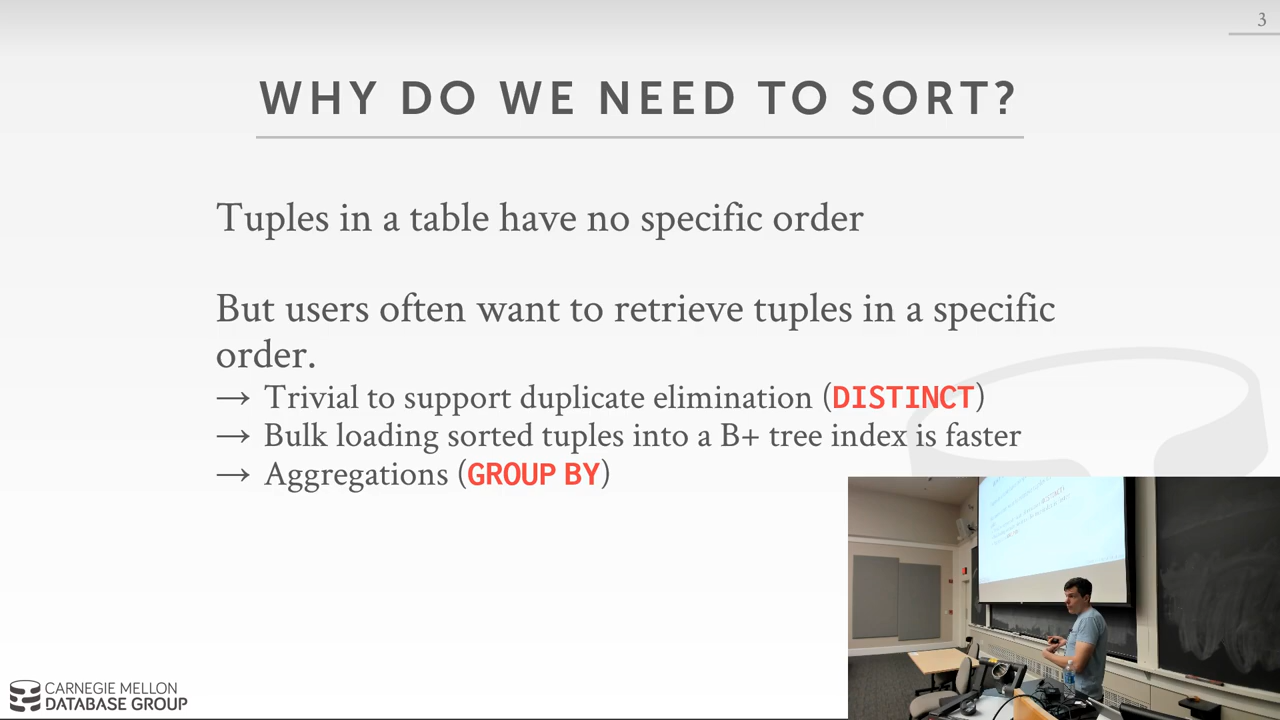 3
WHY DO WE NEED TO SORT?
Tuples in a table have no specific order
But users often want to retrieve tuples in a specific
order.
→ Trivial to support duplicate elimination (DISTINCT)
→ Bulk loading sorted tuples into a B+ tree index is faster
→ Aggregations (GROUP BY)
CARNEGIE MELLON
DATABASE GROUP